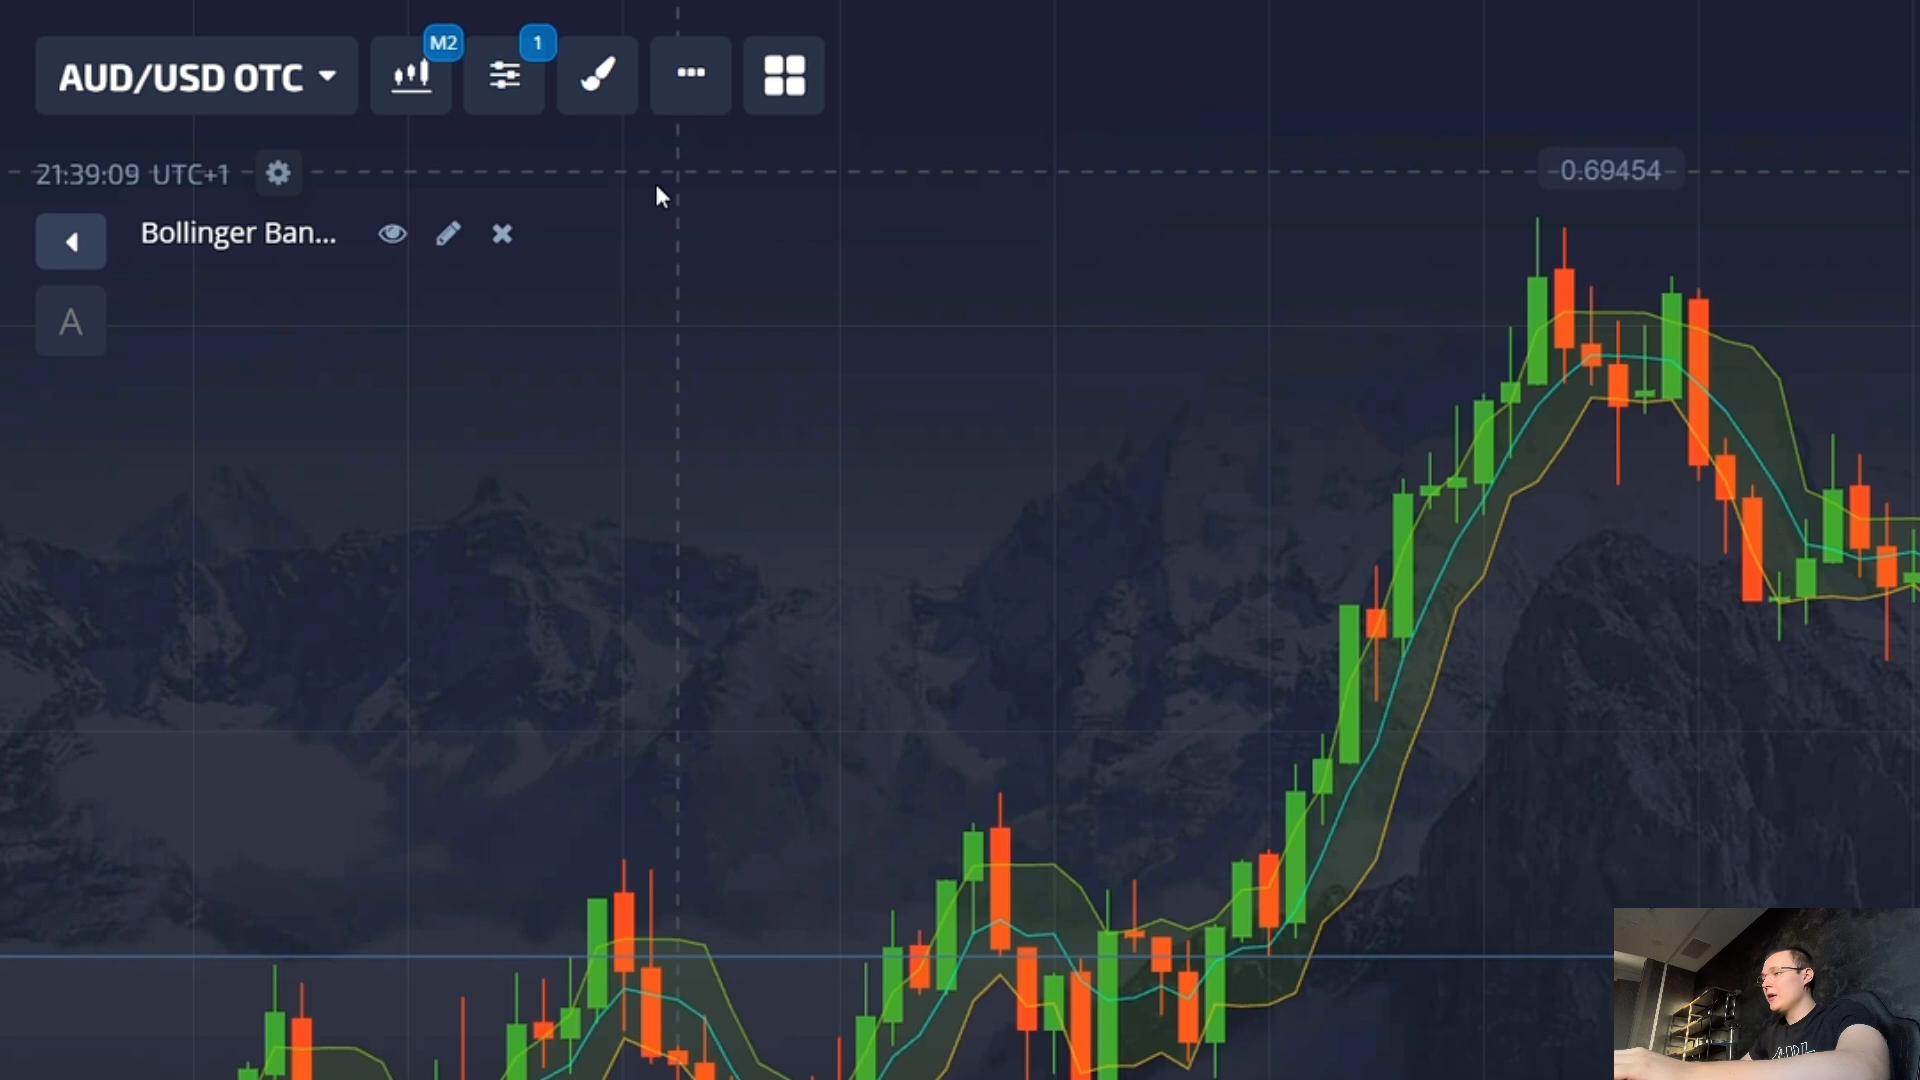 M2
1
AUD/USD OTC
21:39:09 UTC+1
0.69454
Bollinger Ban...
A